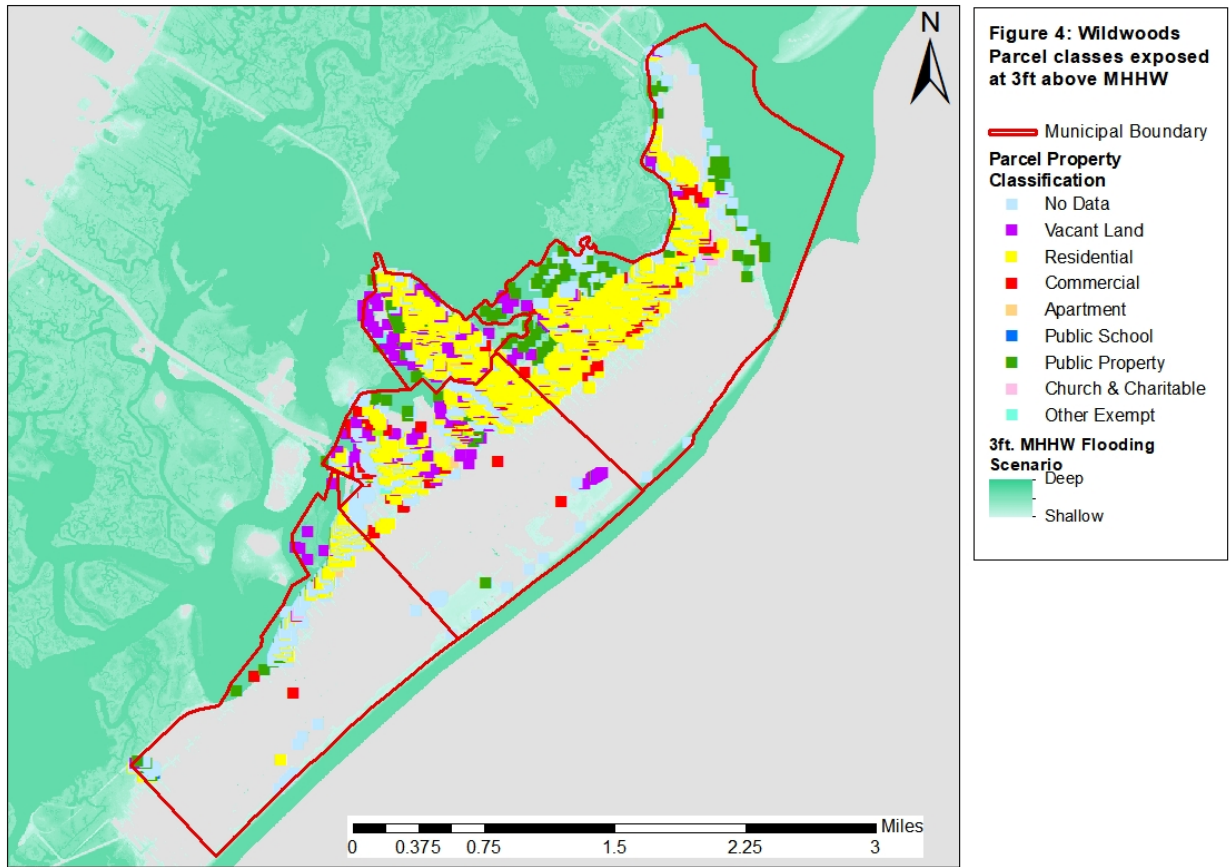 N
Figure 4: Wildwoods
Parcel classes exposed
at 3ft above MHHW
Municipal Boundary
Parcel Property
Classification
No Data
Vacant Land
Residential
Commercial
Apartment
Public School
Public Property
Church & Charitable
Other Exempt
3ft. MHHW Flooding
Scenario
Deep
Shallow
Miles
0 0.375 0.75 1.5 2.25 3